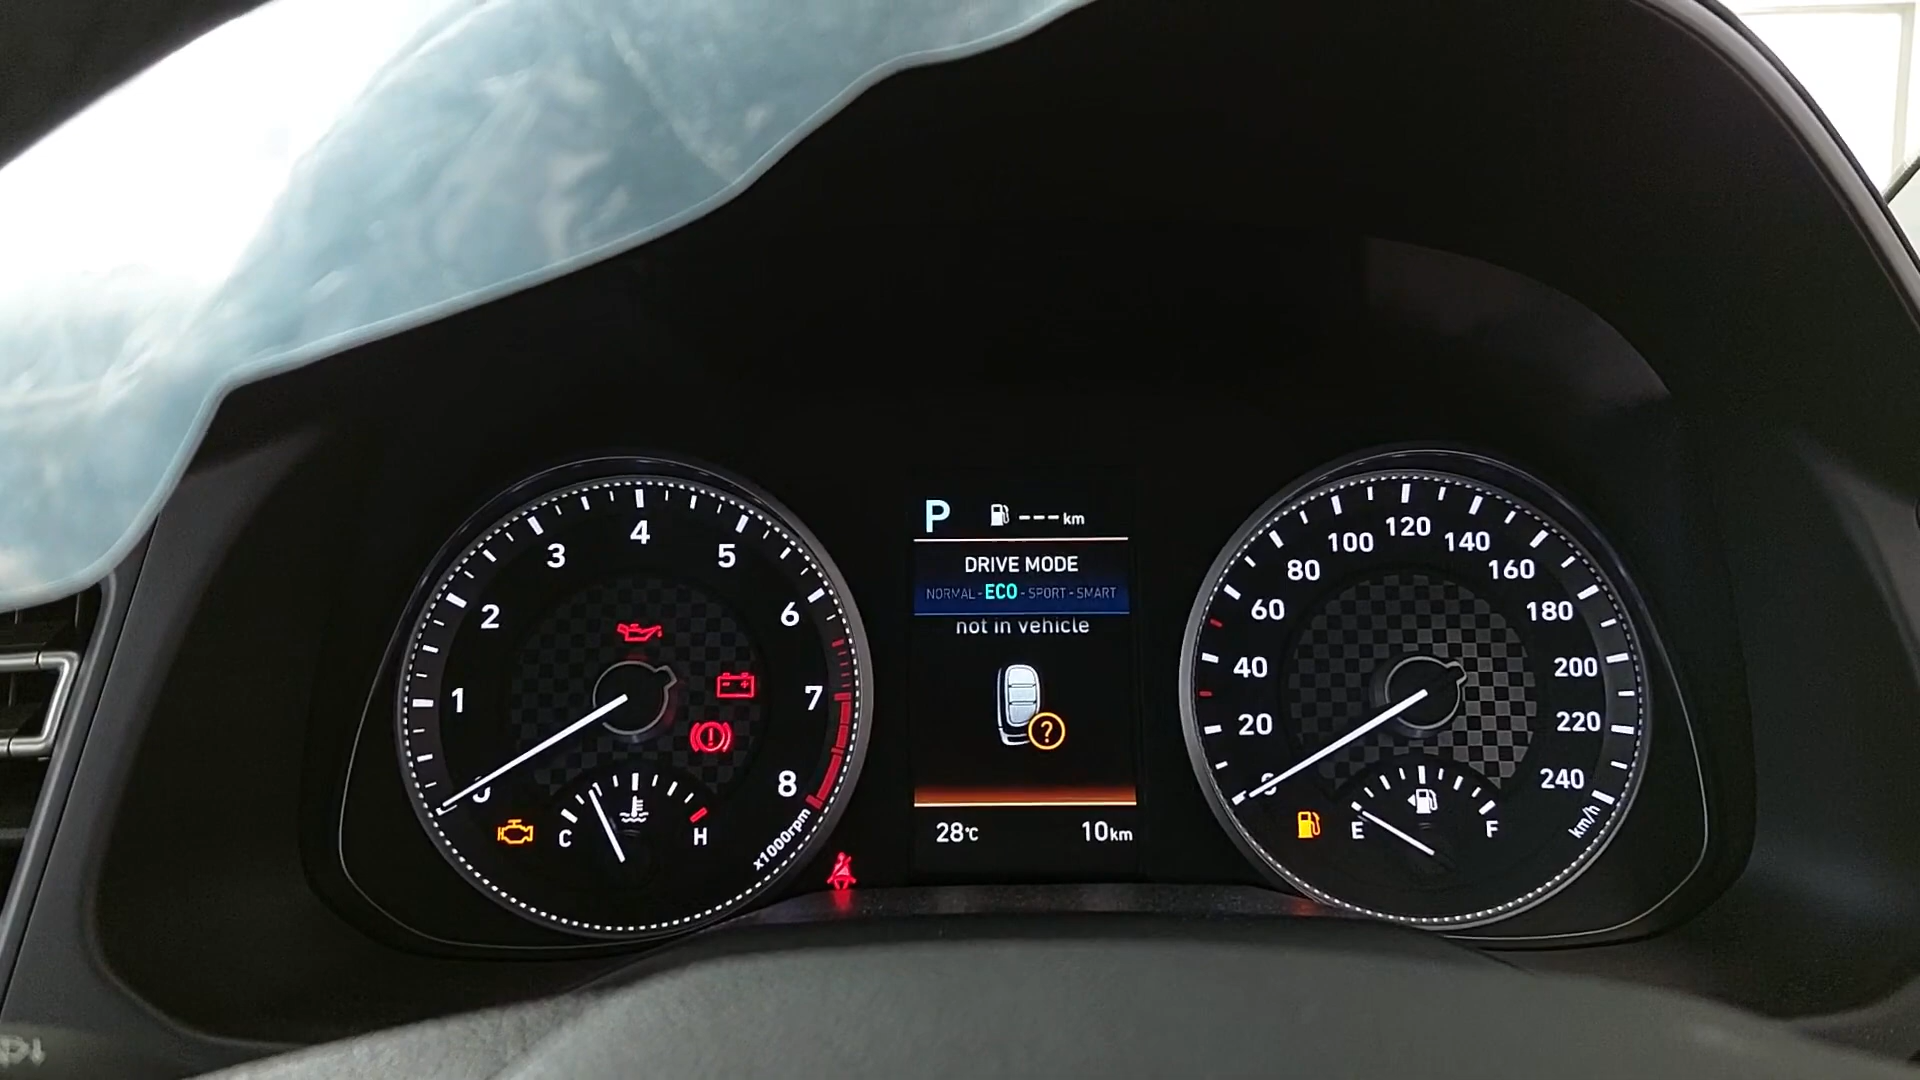 1
2
3
4
5
6
7
8
x1000rpm
C
H
P
--- km
DRIVE MODE
NORMAL - ECO - SPORT - SMART
not in vehicle
?
28°C
10km
0
20
40
60
80
100
120
140
160
180
200
220
240
km/h
E
F